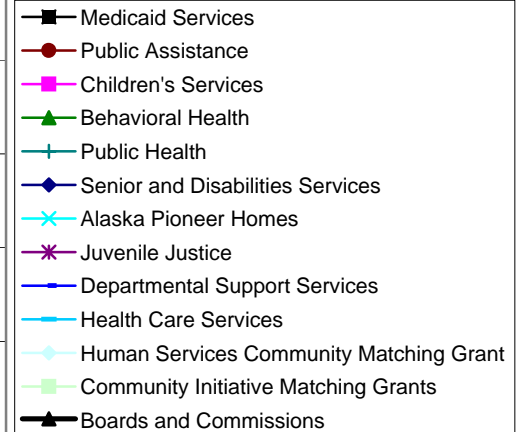 Medicaid Services
Public Assistance
Children's Services
Behavioral Health
Public Health
Senior and Disabilities Services
Alaska Pioneer Homes
Juvenile Justice
Departmental Support Services
Health Care Services
Human Services Community Matching Grant
Community Initiative Matching Grants
Boards and Commissions